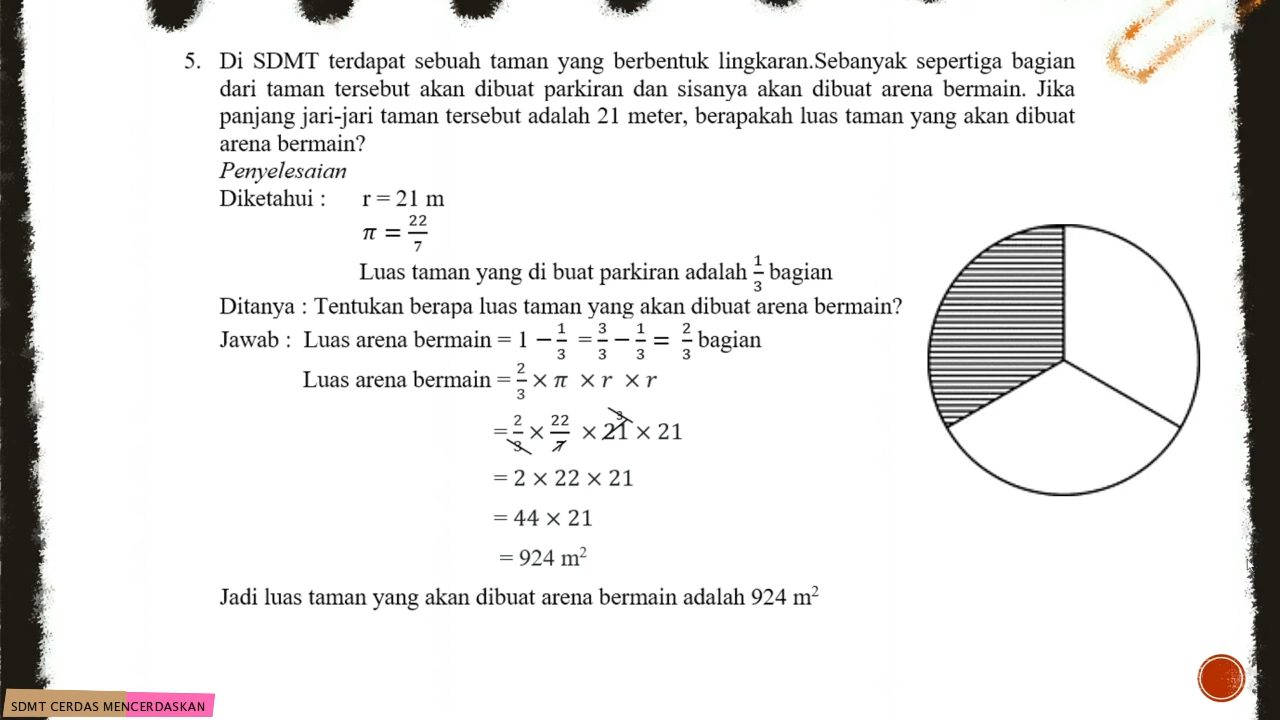 5. Di SDMT terdapat sebuah taman yang berbentuk lingkaran.Sebanyak sepertiga bagian
dari taman tersebut akan dibuat parkiran dan sisanya akan dibuat arena bermain. Jika
panjang jari-jari taman tersebut adalah 21 meter, berapakah luas taman yang akan dibuat
arena bermain?
Penyelesaian
Diketahui : r = 21 m
π = 22/7
Luas taman yang di buat parkiran adalah 1/3 bagian
Ditanya : Tentukan berapa luas taman yang akan dibuat arena bermain?
Jawab : Luas arena bermain = 1 − 1/3 = 3/3 − 1/3 = 2/3 bagian
Luas arena bermain = 2/3 × π × r × r
= 2/3 × 22/7 × 21 3 × 21
= 2 × 22 × 21
= 44 × 21
= 924 m²
Jadi luas taman yang akan dibuat arena bermain adalah 924 m²
SDMT CERDAS MENCERDASKAN